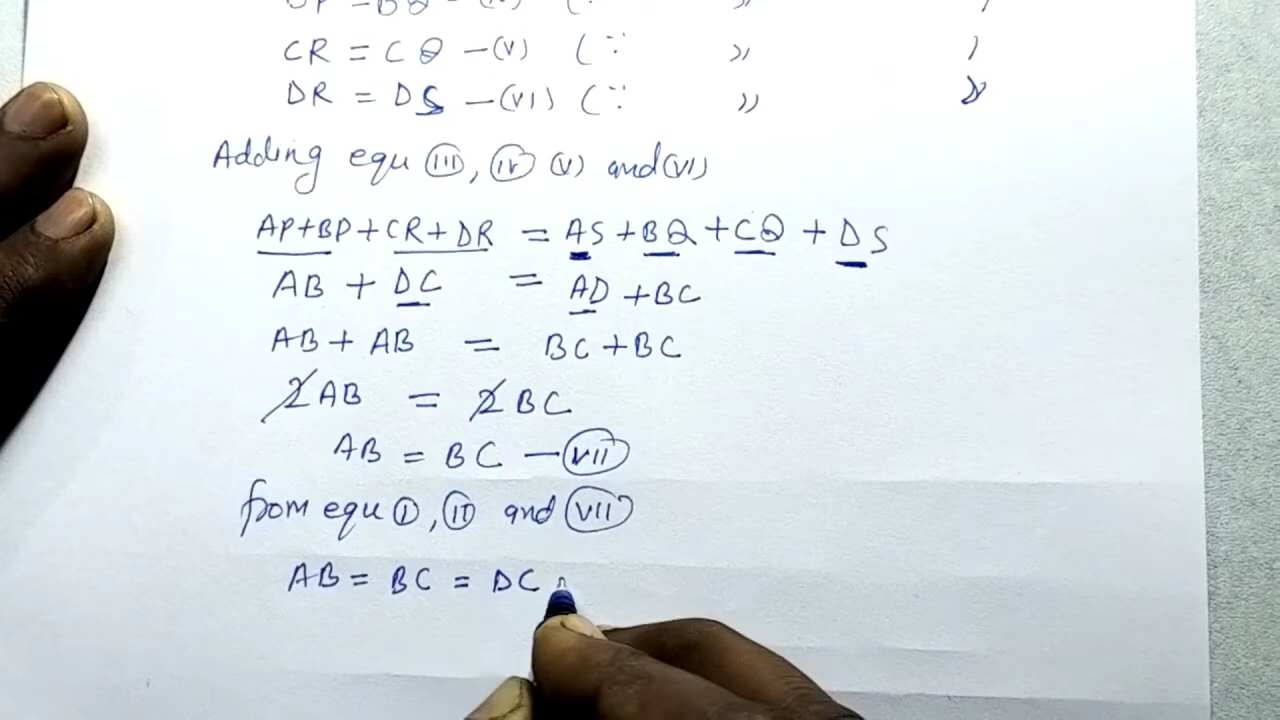 CR = CQ —(V) (∵ 〃 )
DR = DS —(VI) (∵ 〃
Adding equ (III), (IV) (V) and (VI)
AP+BP+CR+DR = AS+BQ+CQ+DS
AB + DC = AD + BC
AB + AB = BC + BC
2AB = 2BC
AB = BC — (VII)
from equ (I), (II) and (VII)
AB = BC = DC